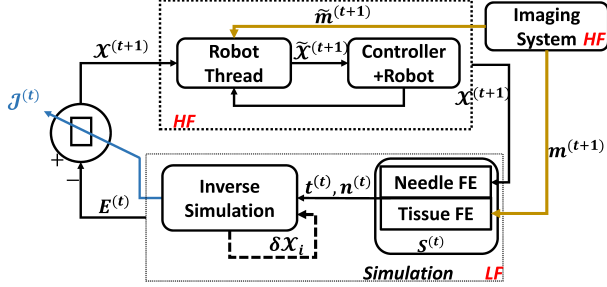 m̃⁽ᵗ⁺¹⁾
Imaging
System HF
𝒳⁽ᵗ⁺¹⁾
Robot
Thread
𝒳̃⁽ᵗ⁺¹⁾
Controller
+Robot
HF
𝒳⁽ᵗ⁺¹⁾
𝒥⁽ᵗ⁾
m⁽ᵗ⁺¹⁾
+
−
E⁽ᵗ⁾
Inverse
Simulation
t⁽ᵗ⁾, n⁽ᵗ⁾
Needle FE
Tissue FE
S⁽ᵗ⁾
δ𝒳ᵢ
Simulation LF